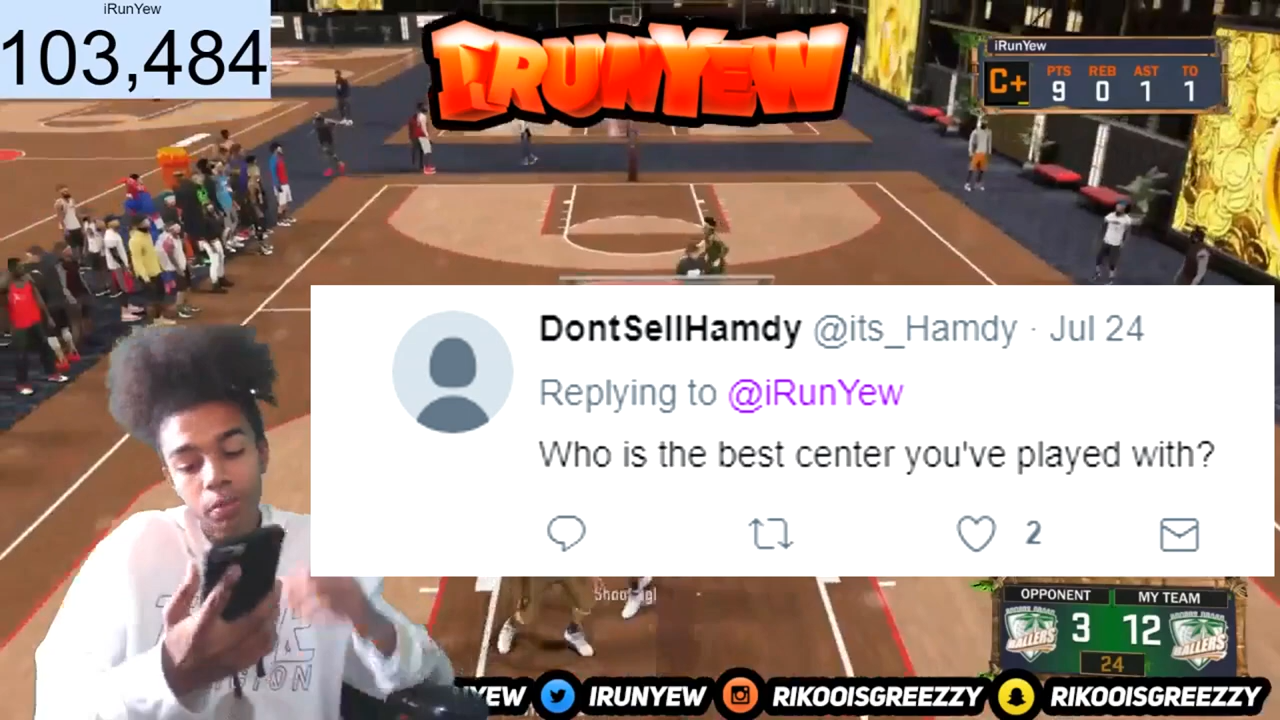 iRunYew
103,484
IRUNYEW
iRunYew
C+
PTS REB AST TO
9 0 1 1
DontSellHamdy @its_Hamdy · Jul 24
Replying to @iRunYew
Who is the best center you've played with?
2
OPPONENT MY TEAM
BALLERS 3 12 BALLERS
24
YEW IRUNYEW RIKOOISGREEZZY RIKOOISGREEZZY